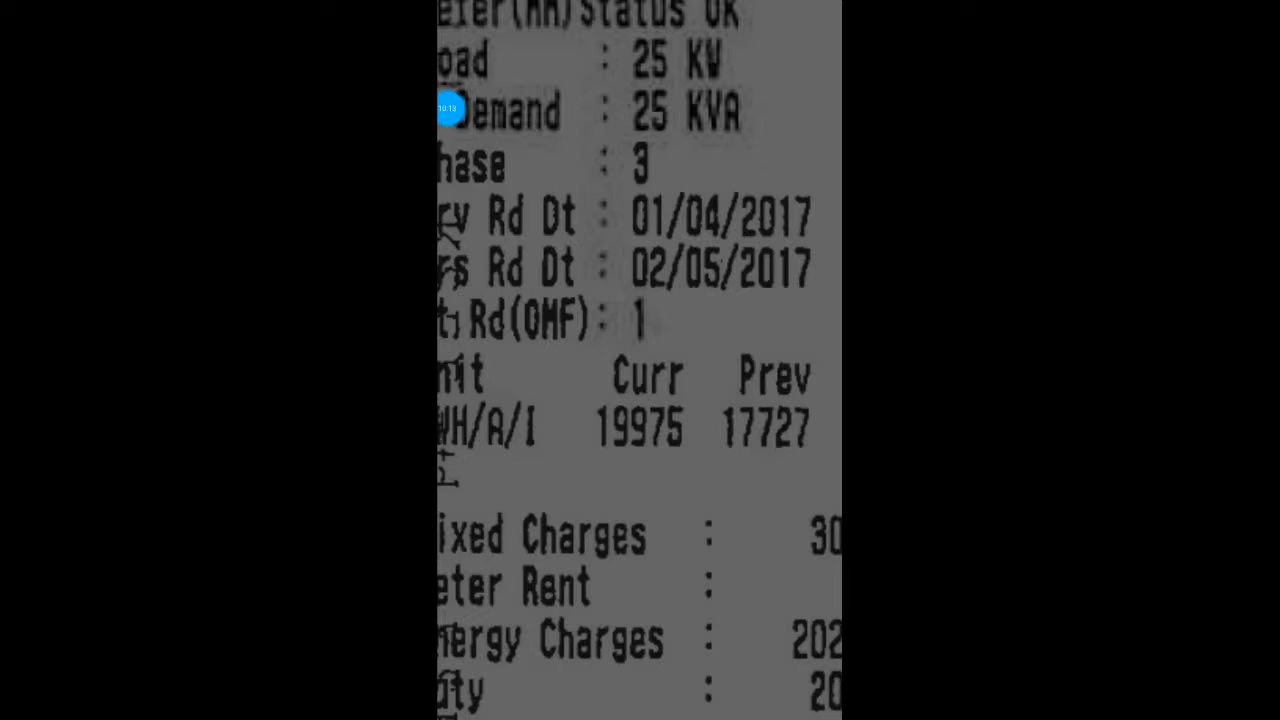 eter(MM)Status OK
oad : 25 KW
10:13
Demand : 25 KVA
hase : 3
rv Rd Dt : 01/04/2017
rs Rd Dt : 02/05/2017
t. Rd(OMF): 1
nit Curr Prev
WH/A/I 19975 17727
ixed Charges : 30
eter Rent :
nergy Charges : 202
uty : 20